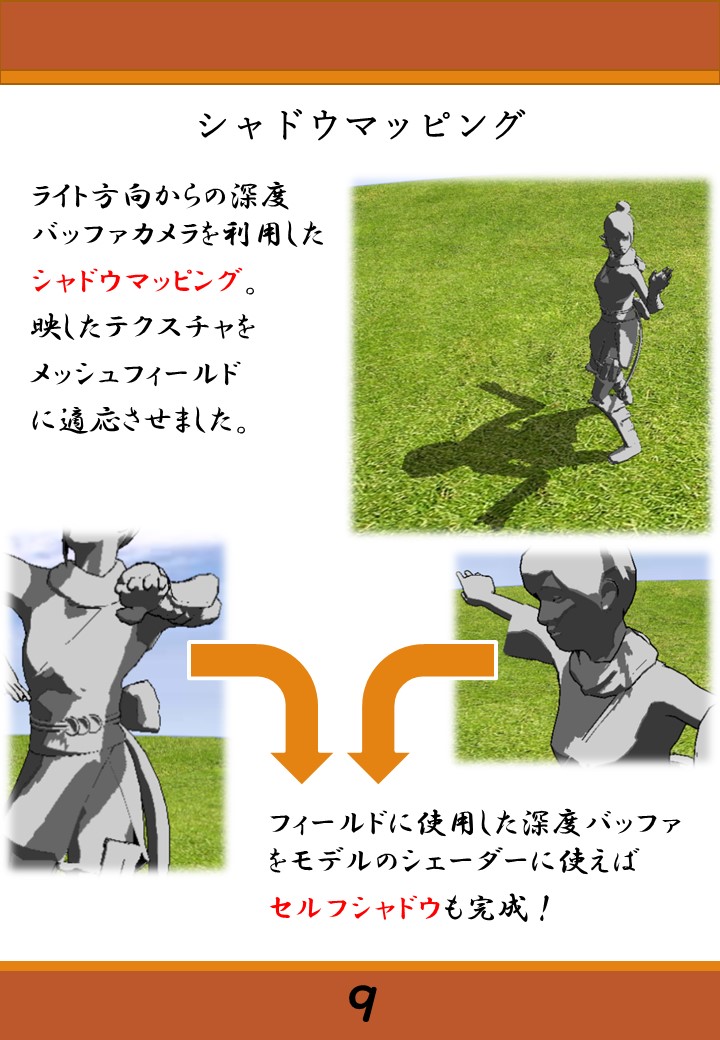 シャドウマッピング
ライト方向からの深度
バッファカメラを利用した
シャドウマッピング。
映したテクスチャを
メッシュフィールド
に適応させました。
フィールドに使用した深度バッファ
をモデルのシェーダーに使えば
セルフシャドウも完成！
9